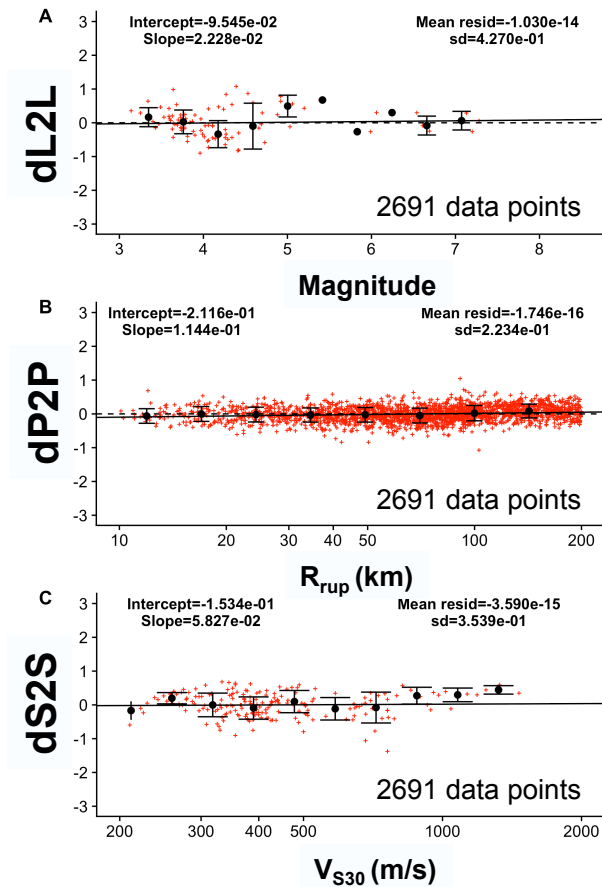 A
Intercept=-9.545e-02
Slope=2.228e-02
Mean resid=-1.030e-14
sd=4.270e-01
dL2L
3
2
1
0
-1
-2
-3
2691 data points
3 4 5 6 7 8
Magnitude
B
Intercept=-2.116e-01
Slope=1.144e-01
Mean resid=-1.746e-16
sd=2.234e-01
dP2P
3
2
1
0
-1
-2
-3
2691 data points
10 20 30 40 50 100 200
Rrup (km)
C
Intercept=-1.534e-01
Slope=5.827e-02
Mean resid=-3.590e-15
sd=3.539e-01
dS2S
3
2
1
0
-1
-2
-3
2691 data points
200 300 400 500 1000 2000
VS30 (m/s)